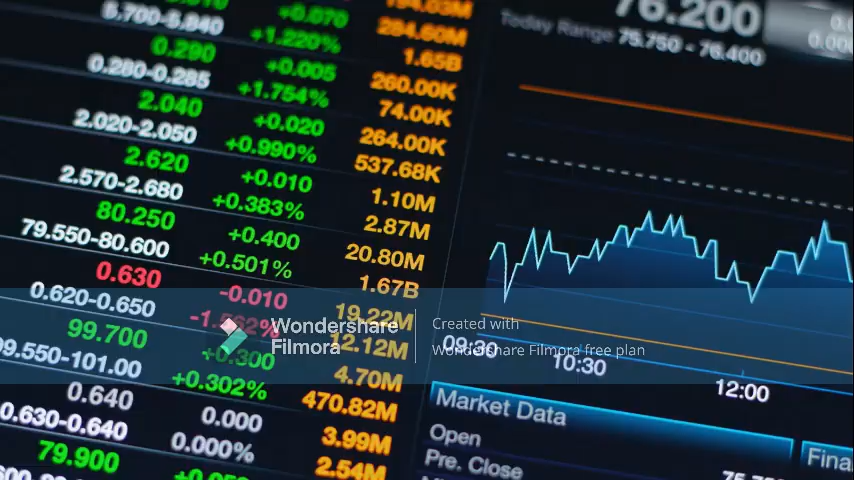 194.03M
5.700-5.840 +0.070 284.60M
+1.220% 1.65B
0.290 +0.005 260.00K
0.280-0.285 +1.754% 74.00K
2.040 +0.020 264.00K
2.020-2.050 +0.990% 537.68K
2.620 +0.010 1.10M
2.570-2.680 +0.383% 2.87M
80.250 +0.400 20.80M
79.550-80.600 +0.501% 1.67B
0.630 -0.010 19.22M
0.620-0.650 12.12M
99.700 +0.300 4.70M
99.550-101.00 +0.302% 470.82M
0.640 0.000 3.99M
0.630-0.640 0.000% 2.54M
79.900
76.200
Today Range 75.750 - 76.400
09:30 10:30 12:00
Market Data
Open
Pre. Close
Wondershare
Filmora
Created with
Wondershare Filmora free plan